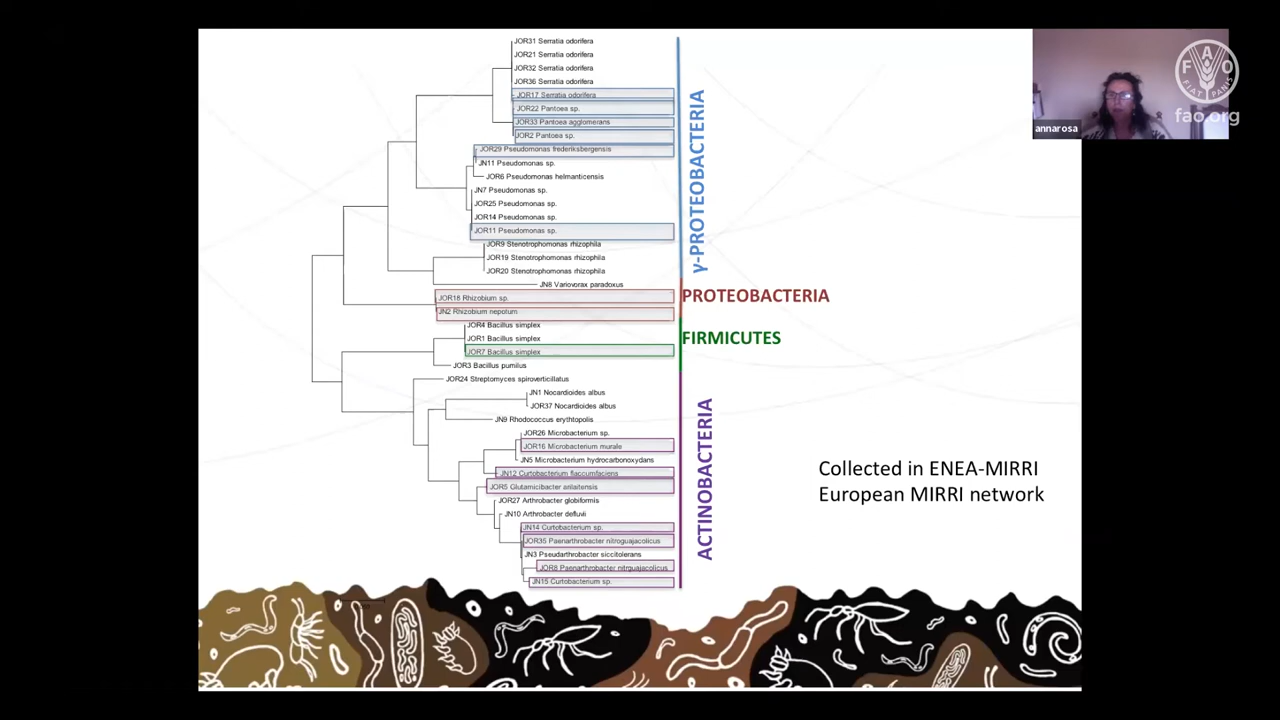 JOR31 Serratia odorifera
JOR21 Serratia odorifera
JOR32 Serratia odorifera
JOR36 Serratia odorifera
JOR17 Serratia odorifera
JOR22 Pantoea sp.
JOR33 Pantoea agglomerans
JOR2 Pantoea sp.
JOR29 Pseudomonas frederiksbergensis
JN11 Pseudomonas sp.
JOR6 Pseudomonas helmanticensis
JN7 Pseudomonas sp.
JOR25 Pseudomonas sp.
JOR14 Pseudomonas sp.
JOR11 Pseudomonas sp.
JOR9 Stenotrophomonas rhizophila
JOR19 Stenotrophomonas rhizophila
JOR20 Stenotrophomonas rhizophila
JN8 Variovorax paradoxus
JOR18 Rhizobium sp.
JN2 Rhizobium nepotum
JOR4 Bacillus simplex
JOR1 Bacillus simplex
JOR7 Bacillus simplex
JOR3 Bacillus pumilus
JOR24 Streptomyces spiroverticillatus
JN1 Nocardioides albus
JOR37 Nocardioides albus
JN9 Rhodococcus erythtopolis
JOR26 Microbacterium sp.
JOR16 Microbacterium murale
JN5 Microbacterium hydrocarbonoxydans
JN12 Curtobacterium flaccumfaciens
JOR5 Glutamicibacter arilaitensis
JOR27 Arthrobacter globiformis
JN10 Arthrobacter defluvii
JN14 Curtobacterium sp.
JOR35 Paenarthrobacter nitroguajacolicus
JN3 Pseudarthrobacter siccitolerans
JOR8 Paenarthrobacter nitrguajacolicus
JN15 Curtobacterium sp.
γ-PROTEOBACTERIA
PROTEOBACTERIA
FIRMICUTES
ACTINOBACTERIA
Collected in ENEA-MIRRI
European MIRRI network
annarosa
FAO
FIAT PANIS
fao.org